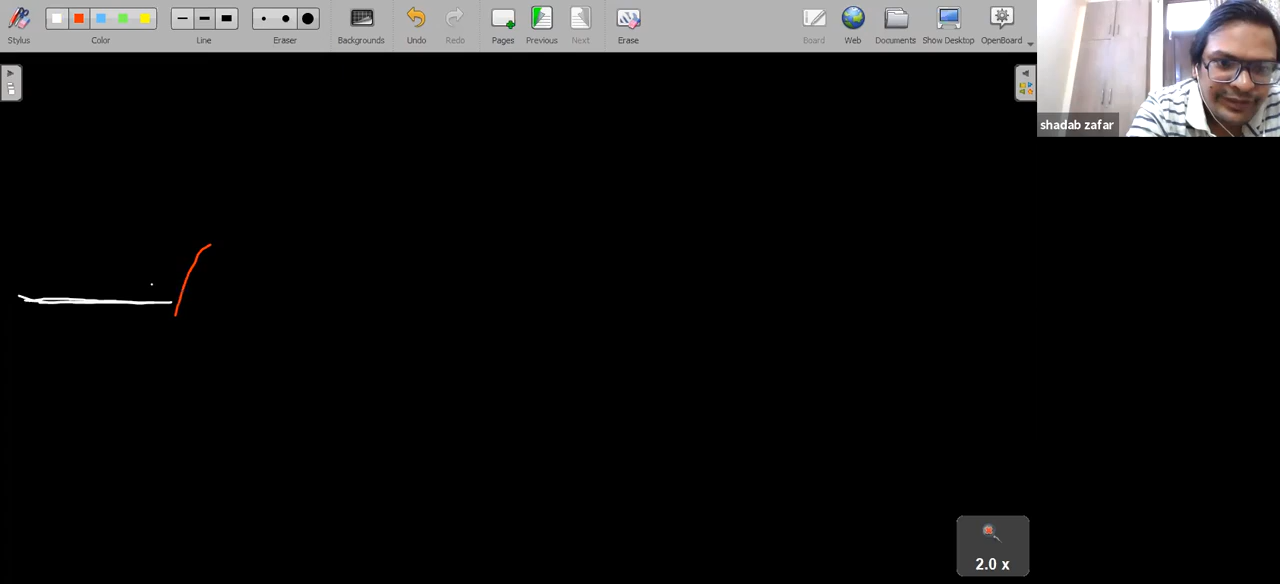 Stylus Color Line Eraser Backgrounds Undo Redo Pages Previous Next Erase Board Web Documents Show Desktop OpenBoard
shadab zafar
2.0 x